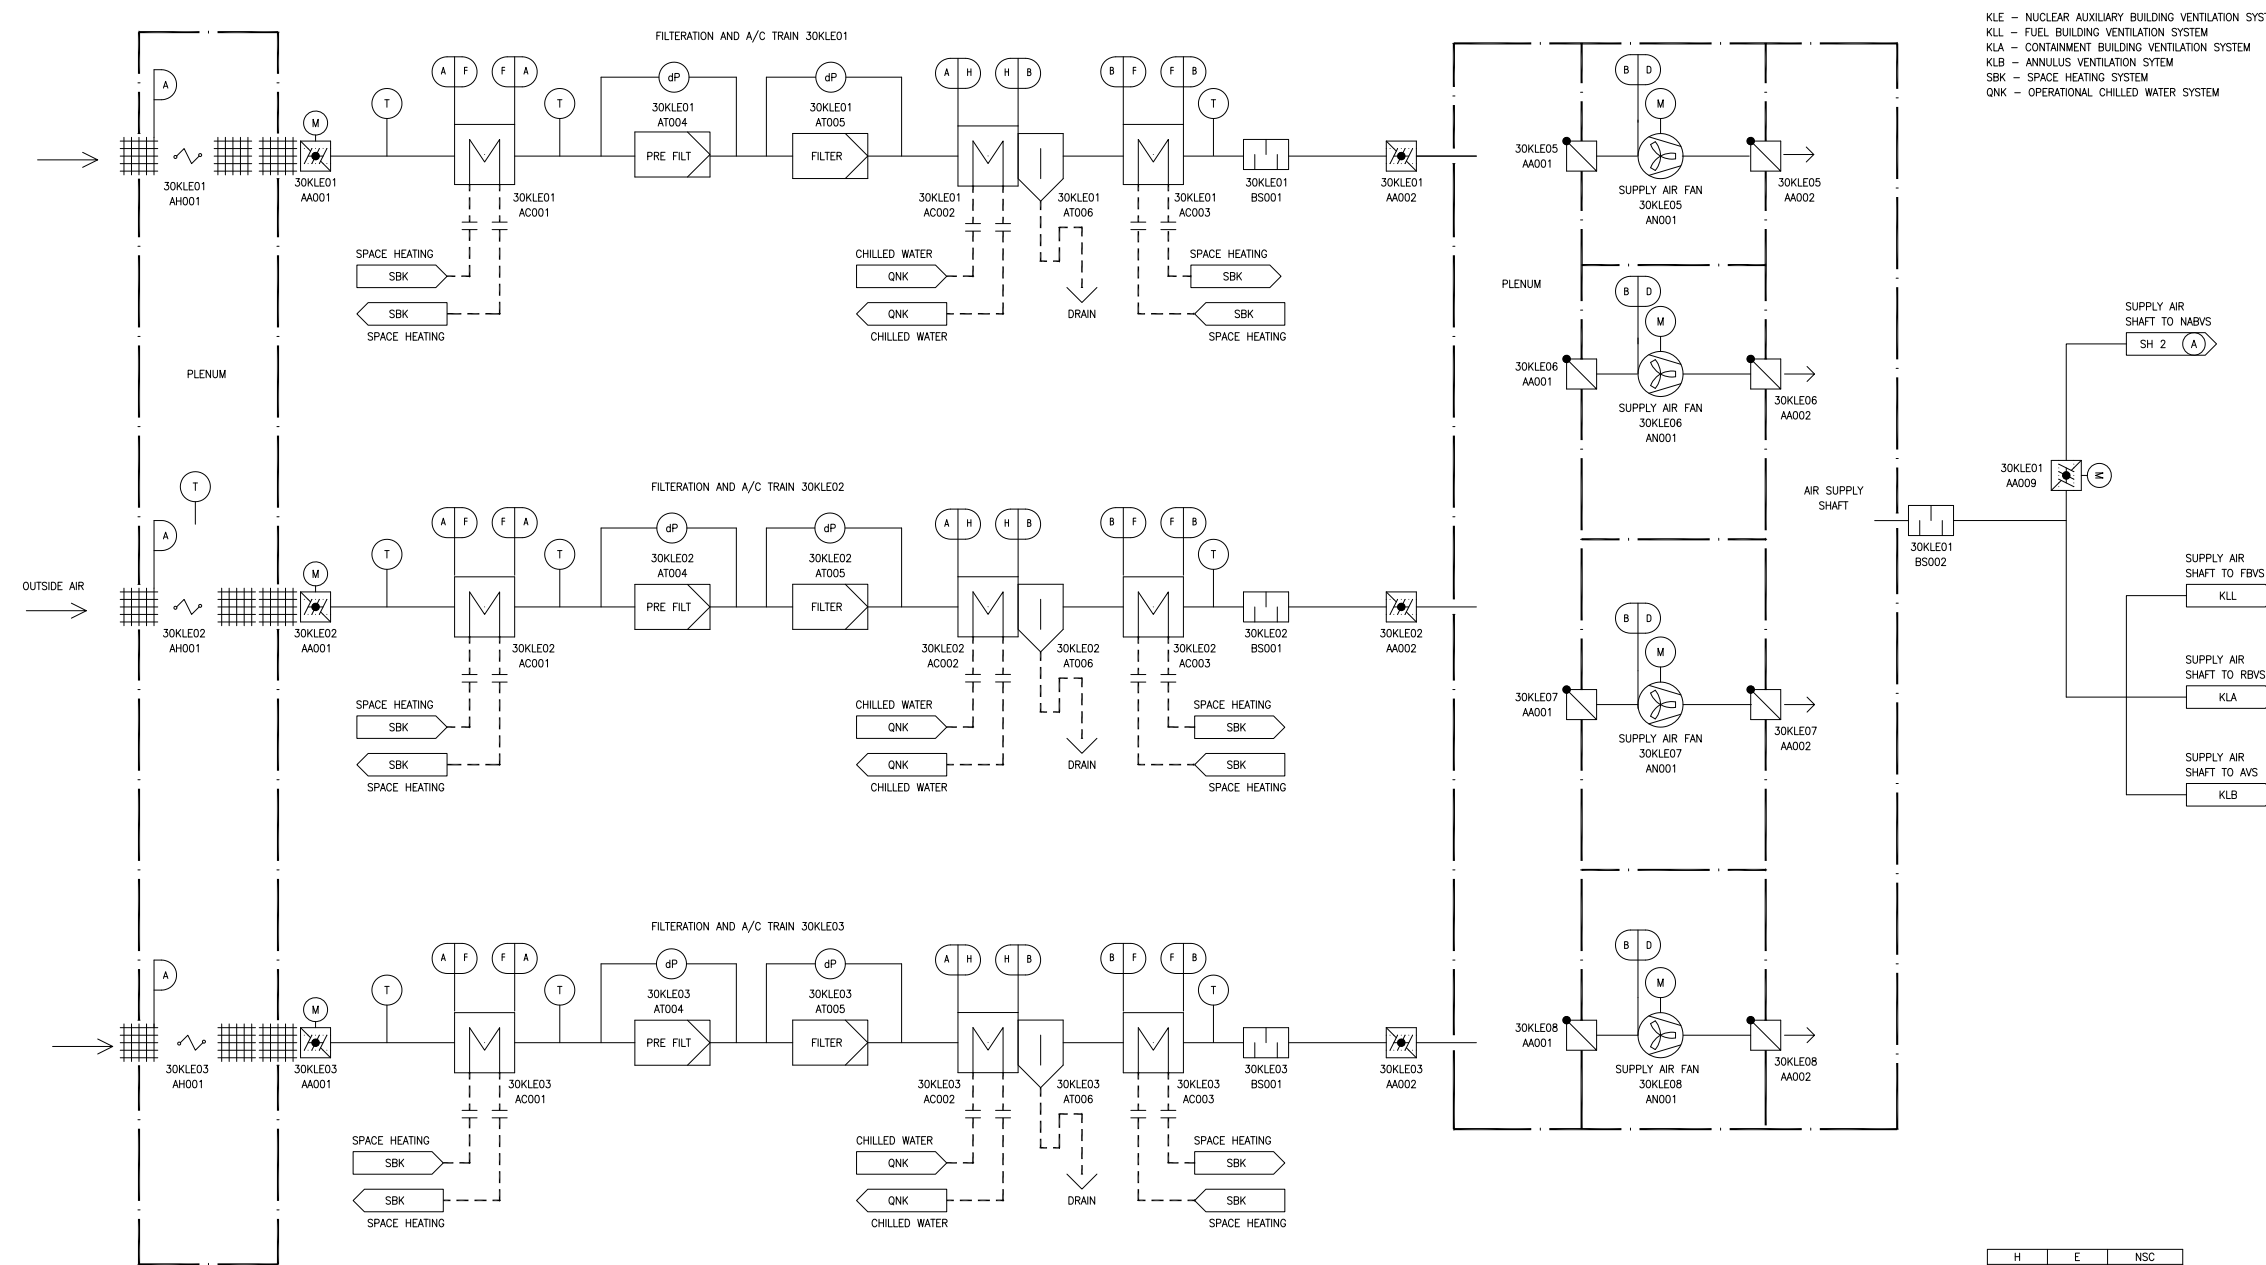 KLE – NUCLEAR AUXILIARY BUILDING VENTILATION SYST
KLL – FUEL BUILDING VENTILATION SYSTEM
KLA – CONTAINMENT BUILDING VENTILATION SYSTEM
KLB – ANNULUS VENTILATION SYTEM
SBK – SPACE HEATING SYSTEM
QNK – OPERATIONAL CHILLED WATER SYSTEM
FILTERATION AND A/C TRAIN 30KLE01
A
A F
F A
dP
dP
A H
H B
B F
F B
T
T
T
M
30KLE01
AT004
30KLE01
AT005
PRE FILT
FILTER
30KLE01
AH001
30KLE01
AA001
30KLE01
AC001
30KLE01
AC002
30KLE01
AT006
30KLE01
AC003
30KLE01
BS001
30KLE01
AA002
SPACE HEATING
SBK
SBK
SPACE HEATING
CHILLED WATER
QNK
QNK
CHILLED WATER
DRAIN
SPACE HEATING
SBK
SBK
SPACE HEATING
PLENUM
FILTERATION AND A/C TRAIN 30KLE02
T
A
A F
F A
dP
dP
A H
H B
B F
F B
T
T
T
M
30KLE02
AT004
30KLE02
AT005
OUTSIDE AIR
PRE FILT
FILTER
30KLE02
AH001
30KLE02
AA001
30KLE02
AC001
30KLE02
AC002
30KLE02
AT006
30KLE02
AC003
30KLE02
BS001
30KLE02
AA002
SPACE HEATING
SBK
SBK
SPACE HEATING
CHILLED WATER
QNK
QNK
CHILLED WATER
DRAIN
SPACE HEATING
SBK
SBK
SPACE HEATING
FILTERATION AND A/C TRAIN 30KLE03
A
A F
F A
dP
dP
A H
H B
B F
F B
T
T
T
M
30KLE03
AT004
30KLE03
AT005
PRE FILT
FILTER
30KLE03
AH001
30KLE03
AA001
30KLE03
AC001
30KLE03
AC002
30KLE03
AT006
30KLE03
AC003
30KLE03
BS001
30KLE03
AA002
SPACE HEATING
SBK
SBK
SPACE HEATING
CHILLED WATER
QNK
QNK
CHILLED WATER
DRAIN
SPACE HEATING
SBK
SBK
SPACE HEATING
B D
M
30KLE05
AA001
SUPPLY AIR FAN
30KLE05
AN001
30KLE05
AA002
PLENUM
B D
M
30KLE06
AA001
SUPPLY AIR FAN
30KLE06
AN001
30KLE06
AA002
AIR SUPPLY
SHAFT
B D
M
30KLE07
AA001
SUPPLY AIR FAN
30KLE07
AN001
30KLE07
AA002
B D
M
30KLE08
AA001
SUPPLY AIR FAN
30KLE08
AN001
30KLE08
AA002
SUPPLY AIR
SHAFT TO NABVS
SH 2 A
30KLE01
AA009
M
30KLE01
BS002
SUPPLY AIR
SHAFT TO FBVS
KLL
SUPPLY AIR
SHAFT TO RBVS
KLA
SUPPLY AIR
SHAFT TO AVS
KLB
H E NSC